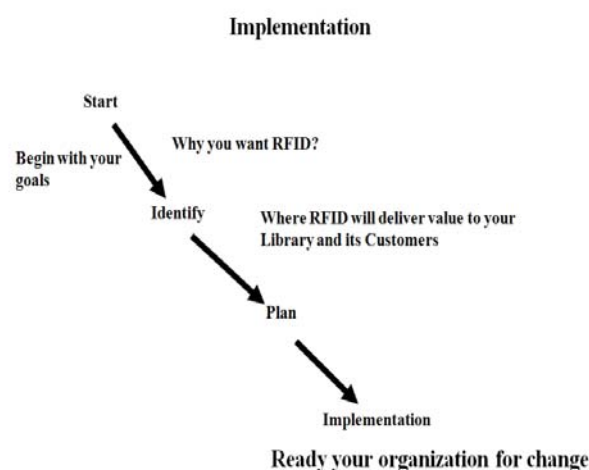 Implementation
Start
Why you want RFID?
Begin with your
goals
Identify
Where RFID will deliver value to your
Library and its Customers
Plan
Implementation
Ready your organization for change